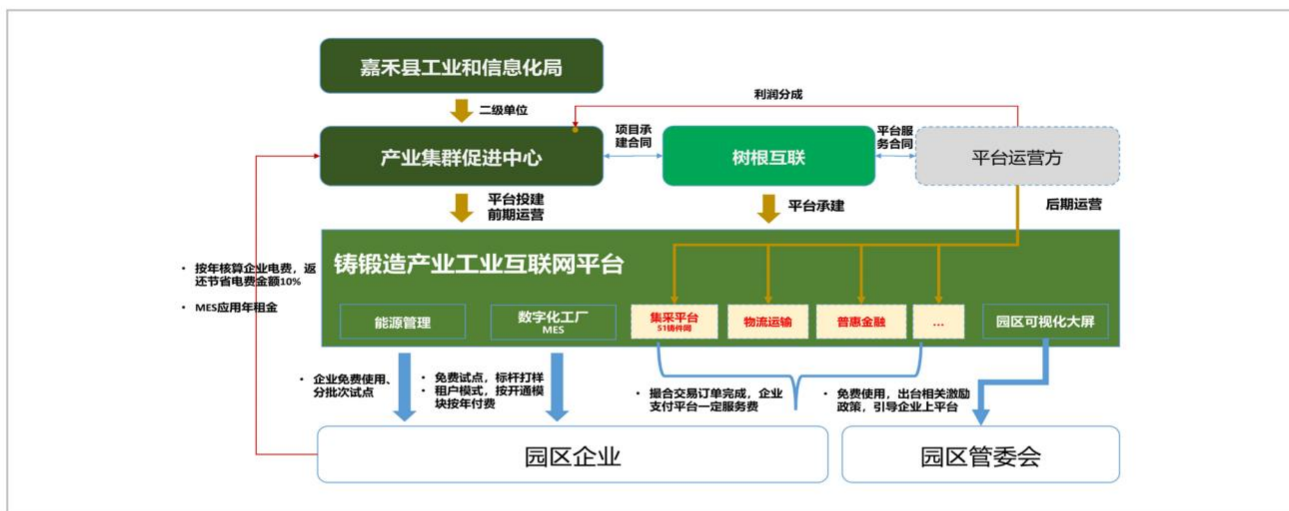 嘉禾县工业和信息化局
二级单位
利润分成
产业集群促进中心
项目承
建合同
树根互联
平台服
务合同
平台运营方
平台投建
前期运营
平台承建
后期运营
铸锻造产业工业互联网平台
• 按年核算企业电费，返
还节省电费金额10%
• MES应用年租金
能源管理
数字化工厂
MES
集采平台
51铸件网
物流运输
普惠金融
...
园区可视化大屏
• 企业免费使用、
分批次试点
• 免费试点，标杆打样
• 租户模式，按开通模
块按年付费
• 撮合交易订单完成，企业
支付平台一定服务费
• 免费使用，出台相关激励
政策，引导企业上平台
园区企业
园区管委会